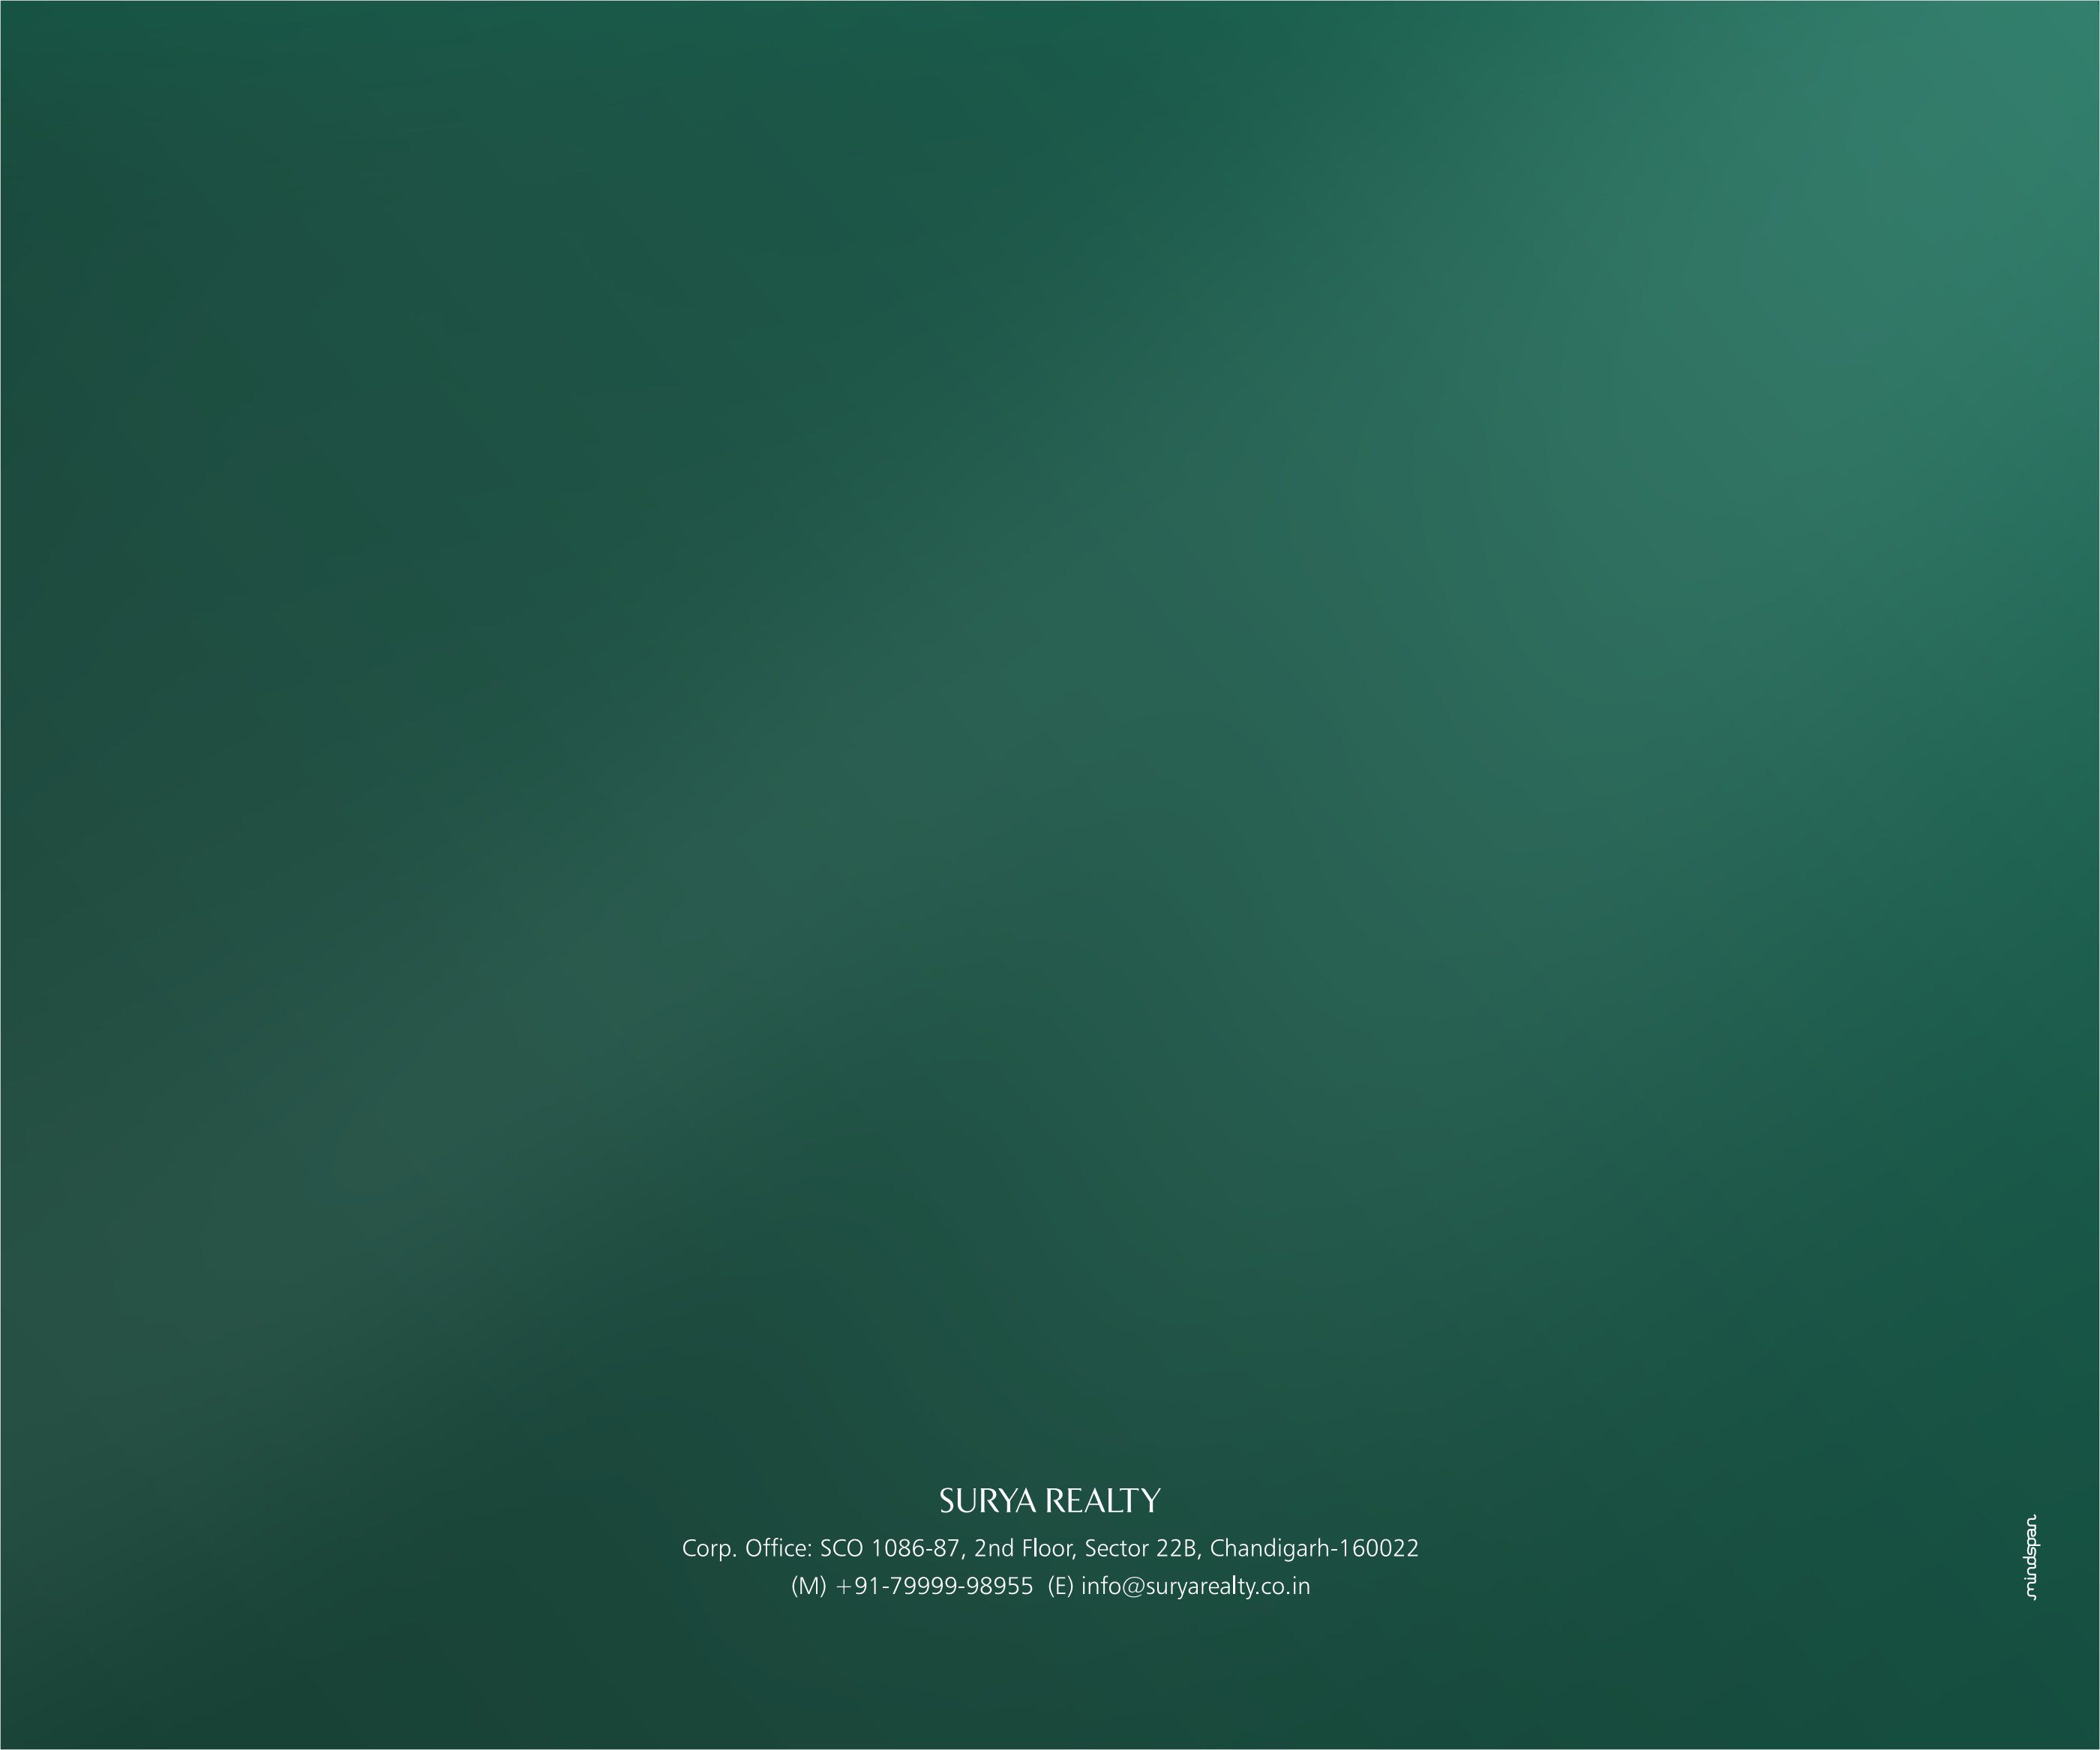 SURYA REALTY
Corp. Office: SCO 1086-87, 2nd Floor, Sector 22B, Chandigarh-160022
(M) +91-79999-98955 (E) info@suryarealty.co.in
mindspean